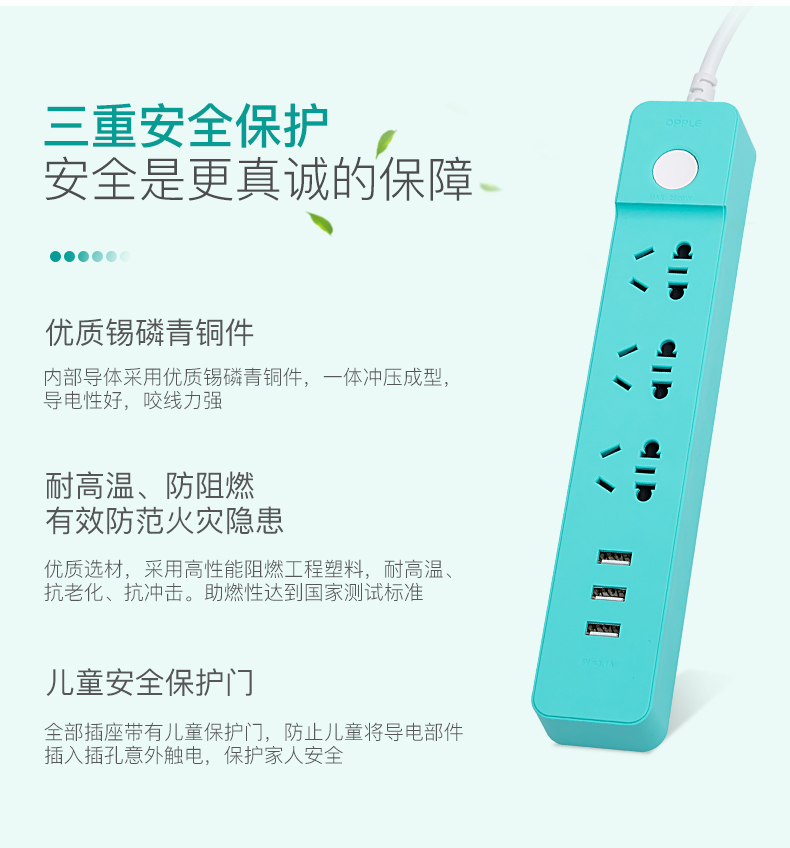 三重安全保护
安全是更真诚的保障
优质锡磷青铜件
内部导体采用优质锡磷青铜件，一体冲压成型，
导电性好，咬线力强
耐高温、防阻燃
有效防范火灾隐患
优质选材，采用高性能阻燃工程塑料，耐高温、
抗老化、抗冲击。助燃性达到国家测试标准
儿童安全保护门
全部插座带有儿童保护门，防止儿童将导电部件
插入插孔意外触电，保护家人安全
OPPLE